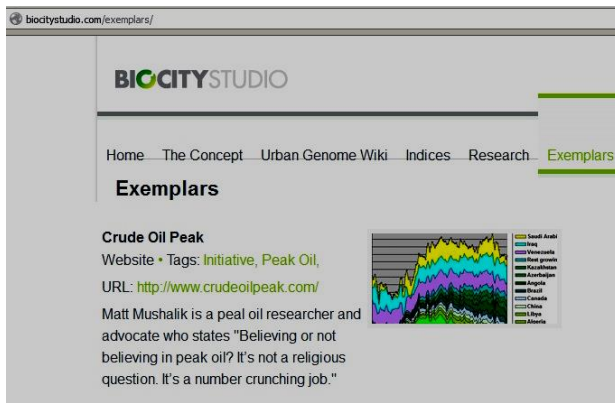 biocitystudio.com/exemplars/
BIOCITYSTUDIO
Home The Concept Urban Genome Wiki Indices Research Exemplars
Exemplars
Crude Oil Peak
Website • Tags: Initiative, Peak Oil,
URL: http://www.crudeoilpeak.com/
Matt Mushalik is a peal oil researcher and
advocate who states "Believing or not
believing in peak oil? It's not a religious
question. It's a number crunching job."
Saudi Arabi
Iraq
Venezuela
Rest growin
Kazakhstan
Azerbaijan
Angola
Brazil
Canada
China
Libya
Algeria